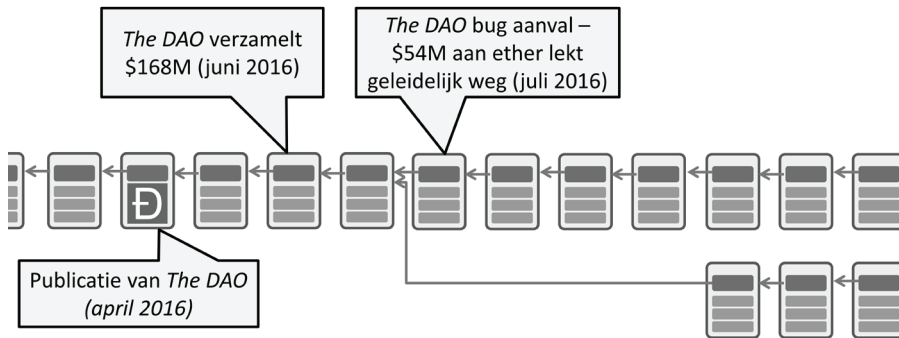 The DAO verzamelt
$168M (juni 2016)
The DAO bug aanval –
$54M aan ether lekt
geleidelijk weg (juli 2016)
Đ
Publicatie van The DAO
(april 2016)